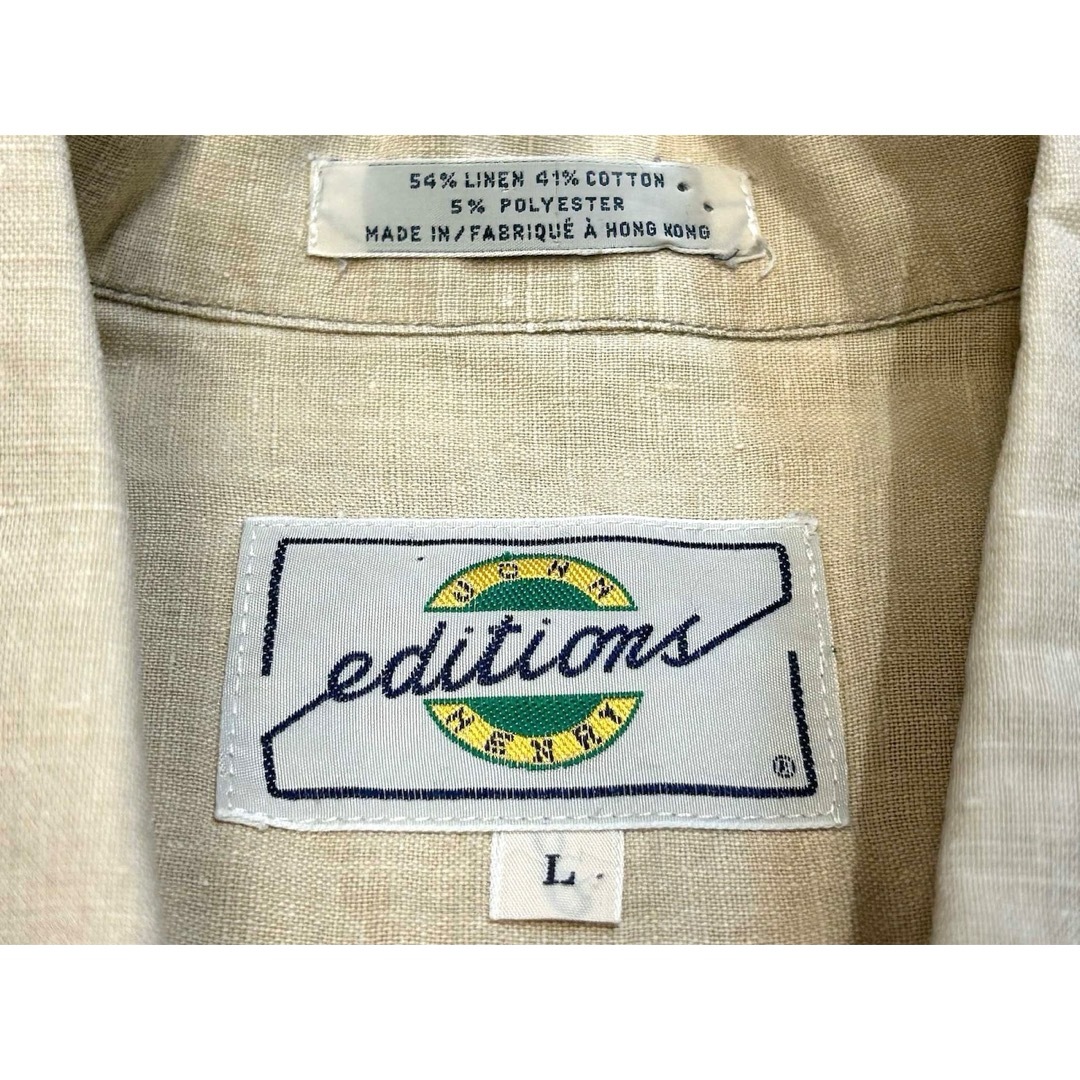 54% LINEN 41% COTTON
5% POLYESTER
MADE IN/FABRIQUÉ À HONG KONG
JOHN
editions
HENRY
®
L